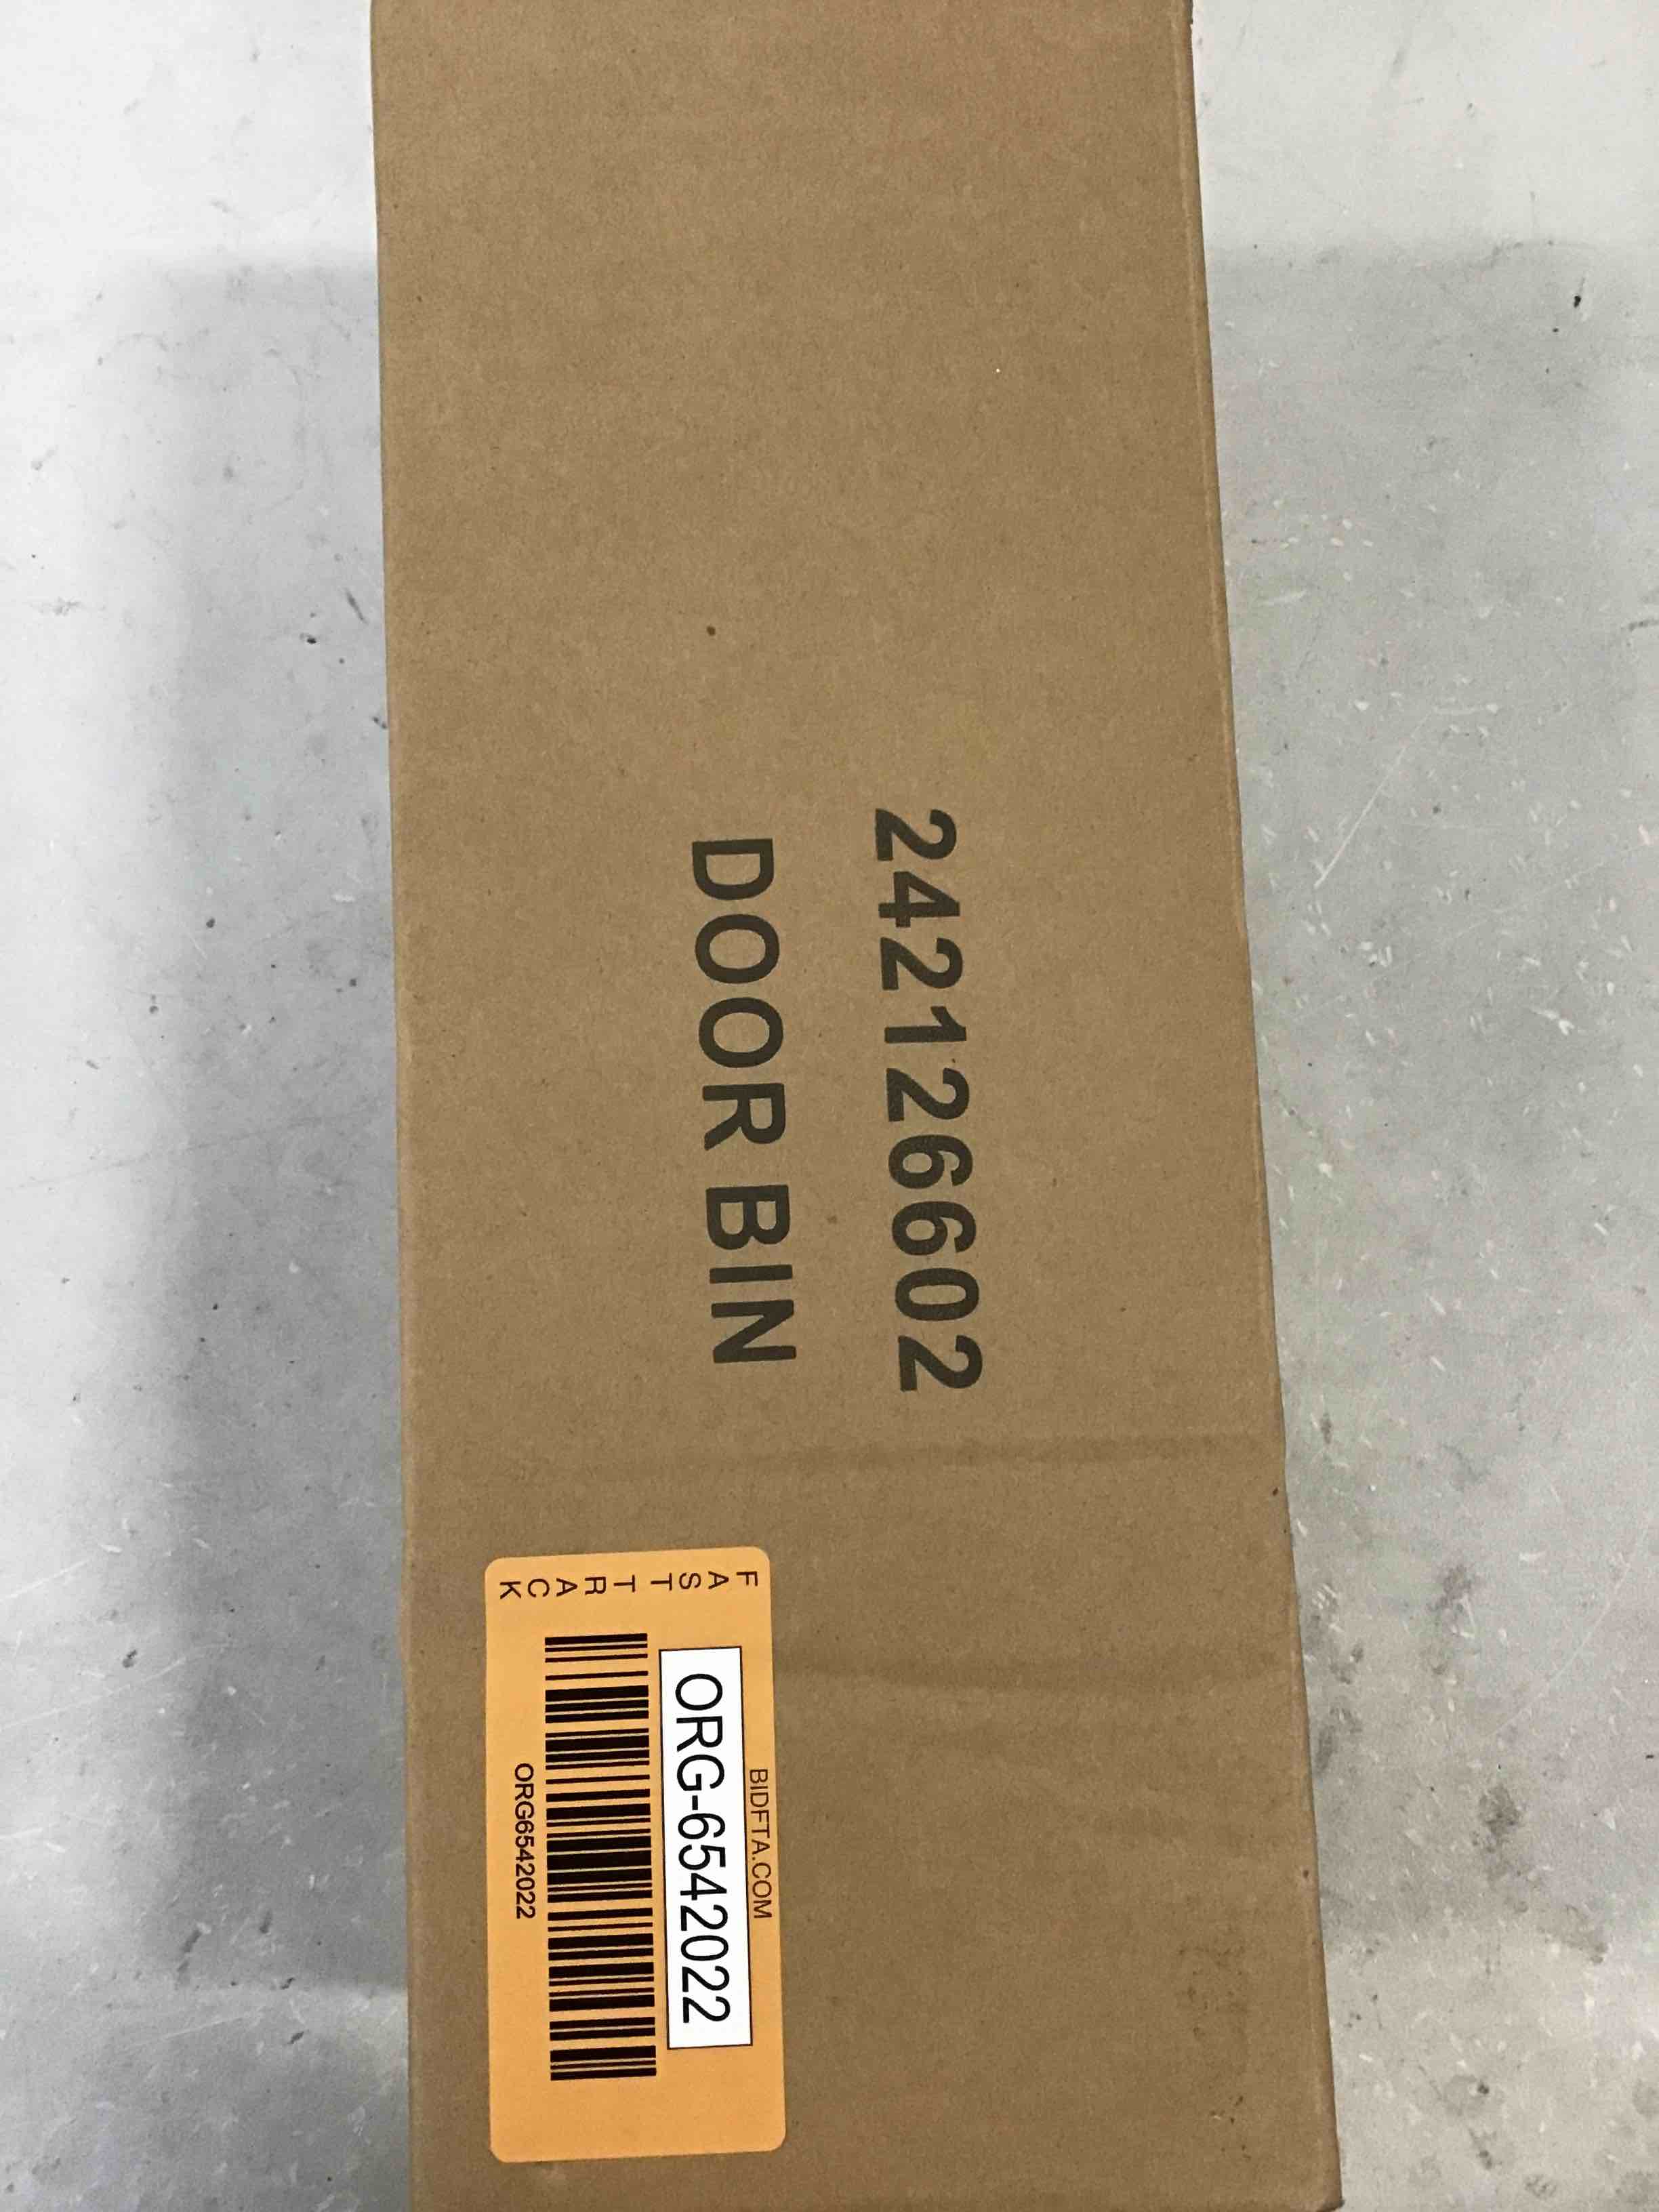 242126602
DOOR BIN
FAST TRACK
BIDFTA.COM
ORG-6542022
ORG6542022